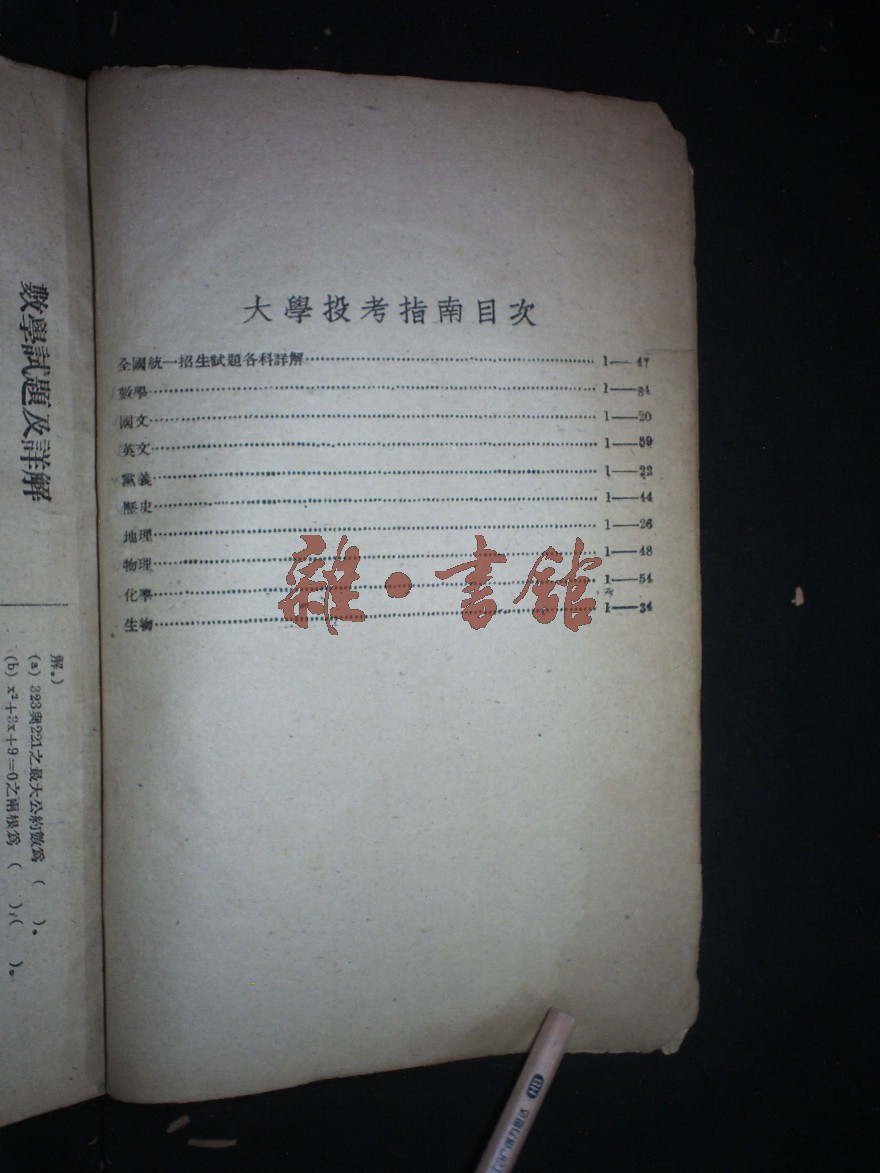 大學投考指南目次
全國統一招生試題各科詳解 1——47
數學 1——84
國文 1——20
英文 1——39
黨義 1——22
歷史 1——44
地理 1——26
物理 1——48
化學 1——54
生物 1——34
雜·書館
數學試題及詳解
解。)
(a) 323與221之最大公約數爲 ( )。
(b) x²+3x+9=0之兩根爲 ( ),( )。
HB